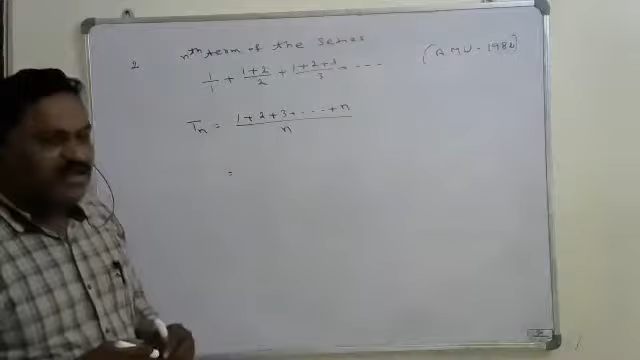 2 nth term of the series (AMU - 1982)
1/1 + 1+2/2 + 1+2+3/3 + ----
Tn = 1+2+3+ ---- +n / n
=